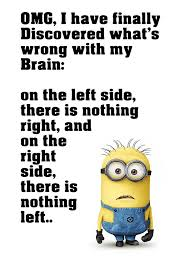 OMG, I have finally
Discovered what's
wrong with my
Brain:
on the left side,
there is nothing
right, and
on the
right
side,
there is
nothing
left..